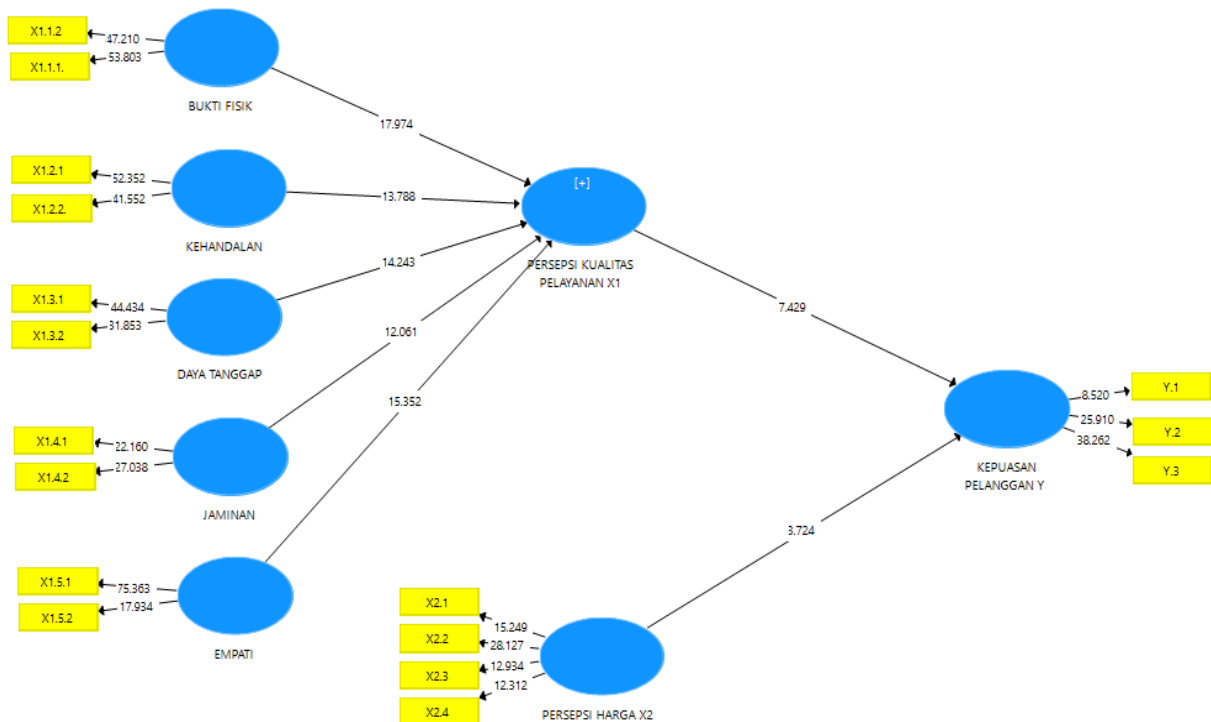 X1.1.2
47.210
X1.1.1.
53.803
BUKTI FISIK
17.974
X1.2.1
52.352
X1.2.2.
41.552
KEHANDALAN
13.788
[+]
PERSEPSI KUALITAS
PELAYANAN X1
X1.3.1
44.434
X1.3.2
31.853
DAYA TANGGAP
14.243
7.429
X1.4.1
22.160
X1.4.2
27.038
JAMINAN
12.061
15.352
X1.5.1
75.363
X1.5.2
17.934
EMPATI
8.520
Y.1
25.910
Y.2
38.262
Y.3
KEPUASAN
PELANGGAN Y
3.724
X2.1
15.249
X2.2
28.127
X2.3
12.934
X2.4
12.312
PERSEPSI HARGA X2